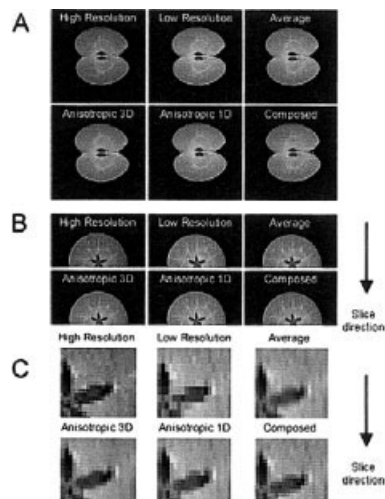 A
High Resolution Low Resolution Average
Anisotropic 3D Anisotropic 1D Composed
B
High Resolution Low Resolution Average
Anisotropic 3D Anisotropic 1D Composed
Slice
direction
High Resolution Low Resolution Average
C
Anisotropic 3D Anisotropic 1D Composed
Slice
direction